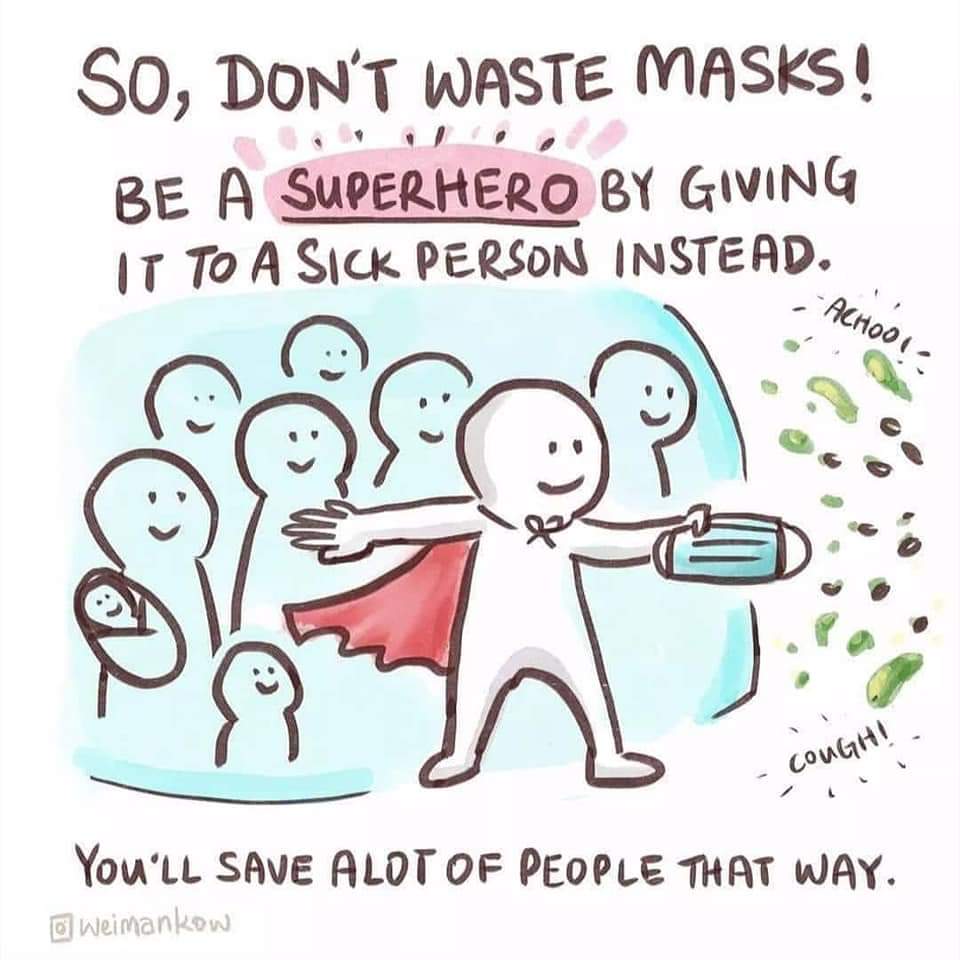 SO, DON'T WASTE MASKS!
BE A SUPERHERO BY GIVING
IT TO A SICK PERSON INSTEAD.
ACHOO!
COUGH!
YOU'LL SAVE ALOT OF PEOPLE THAT WAY.
weimankow